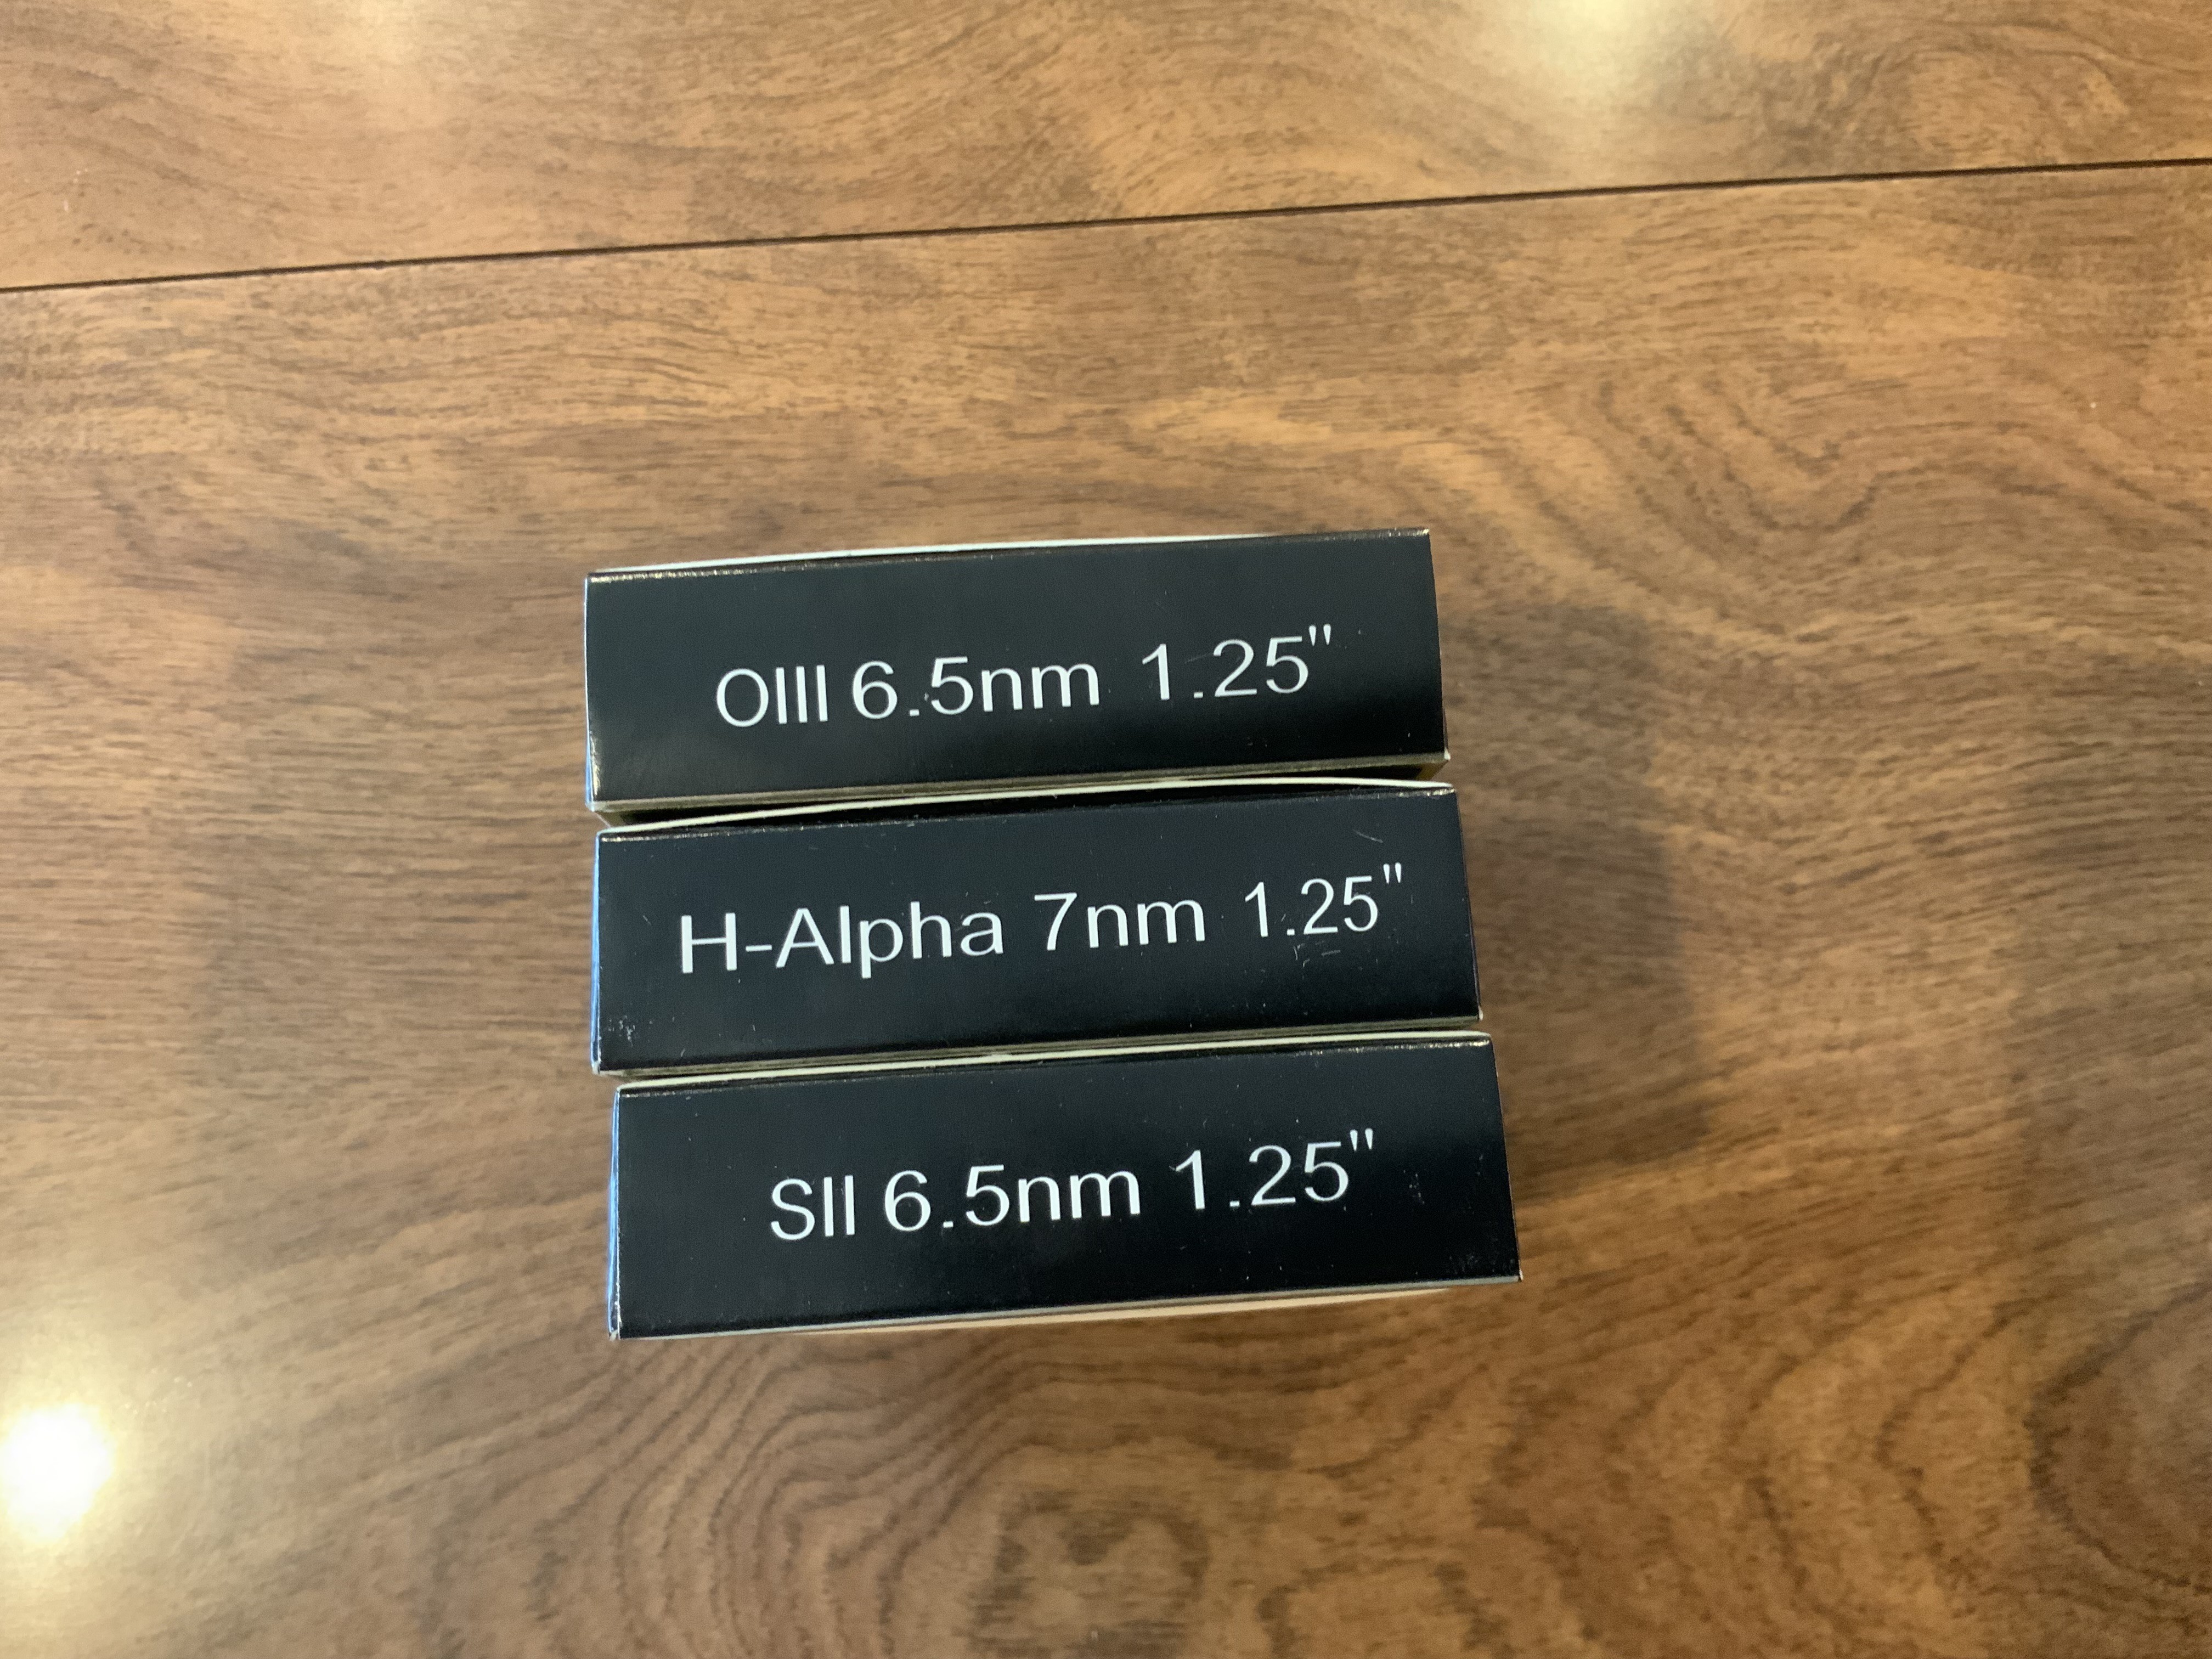 OIII 6.5nm 1.25"
H-Alpha 7nm 1.25"
SII 6.5nm 1.25"